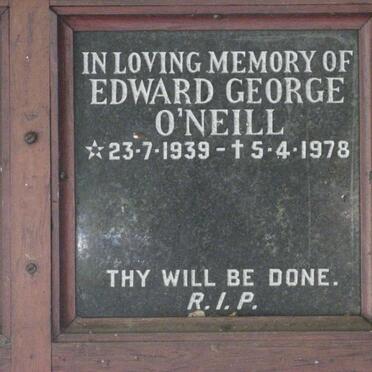 IN LOVING MEMORY OF
EDWARD GEORGE
O'NEILL
☆ 23-7-1939 - † 5-4-1978
THY WILL BE DONE.
R.I.P.